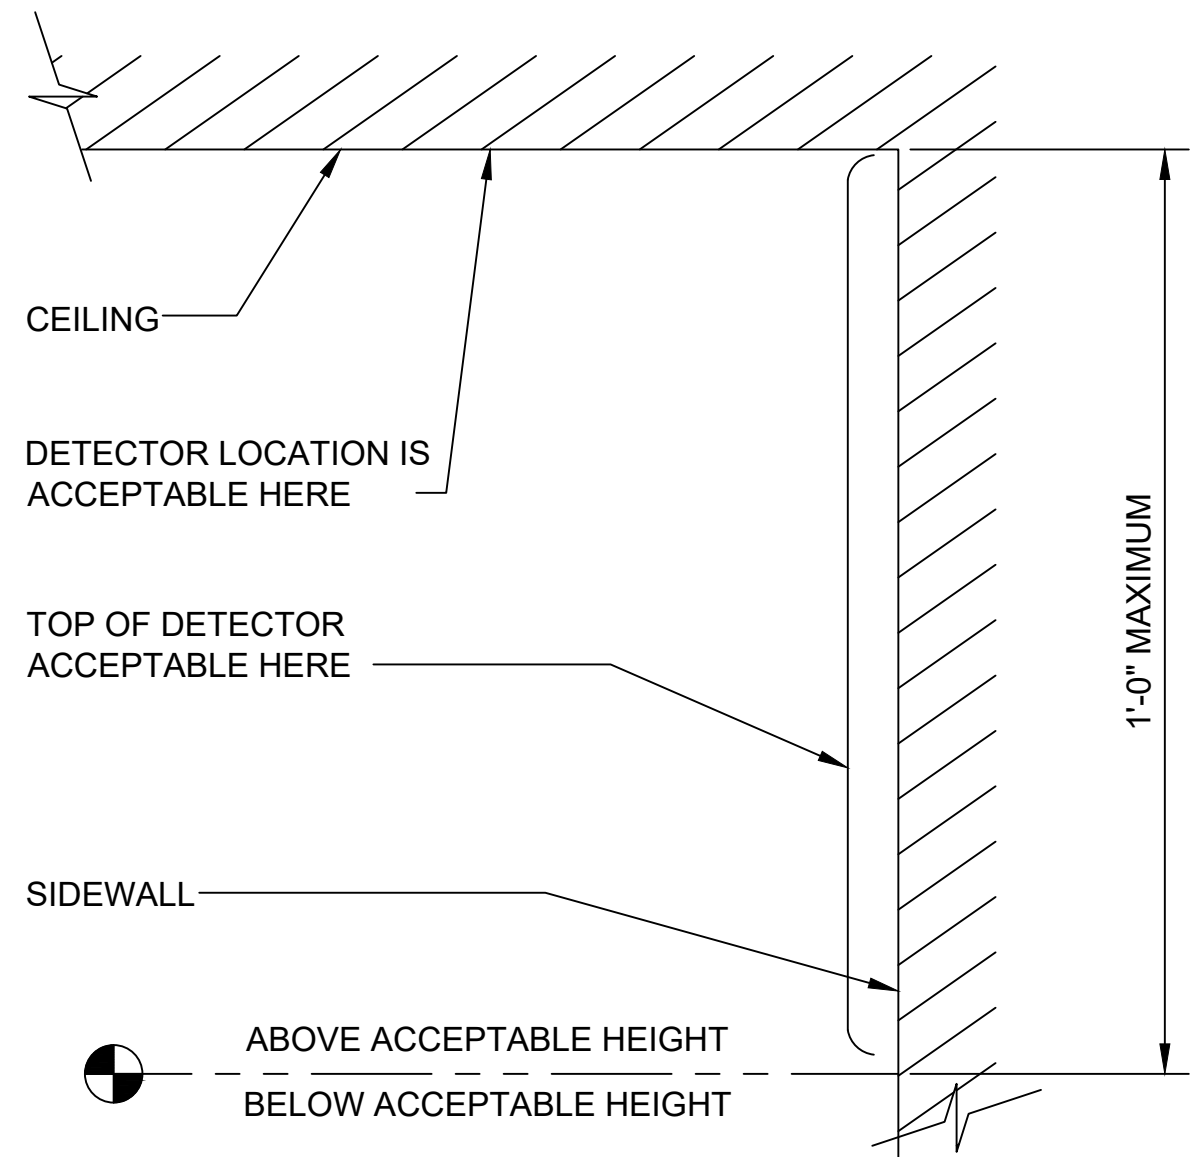 CEILING
DETECTOR LOCATION IS
ACCEPTABLE HERE
TOP OF DETECTOR
ACCEPTABLE HERE
1'-0" MAXIMUM
SIDEWALL
ABOVE ACCEPTABLE HEIGHT
BELOW ACCEPTABLE HEIGHT